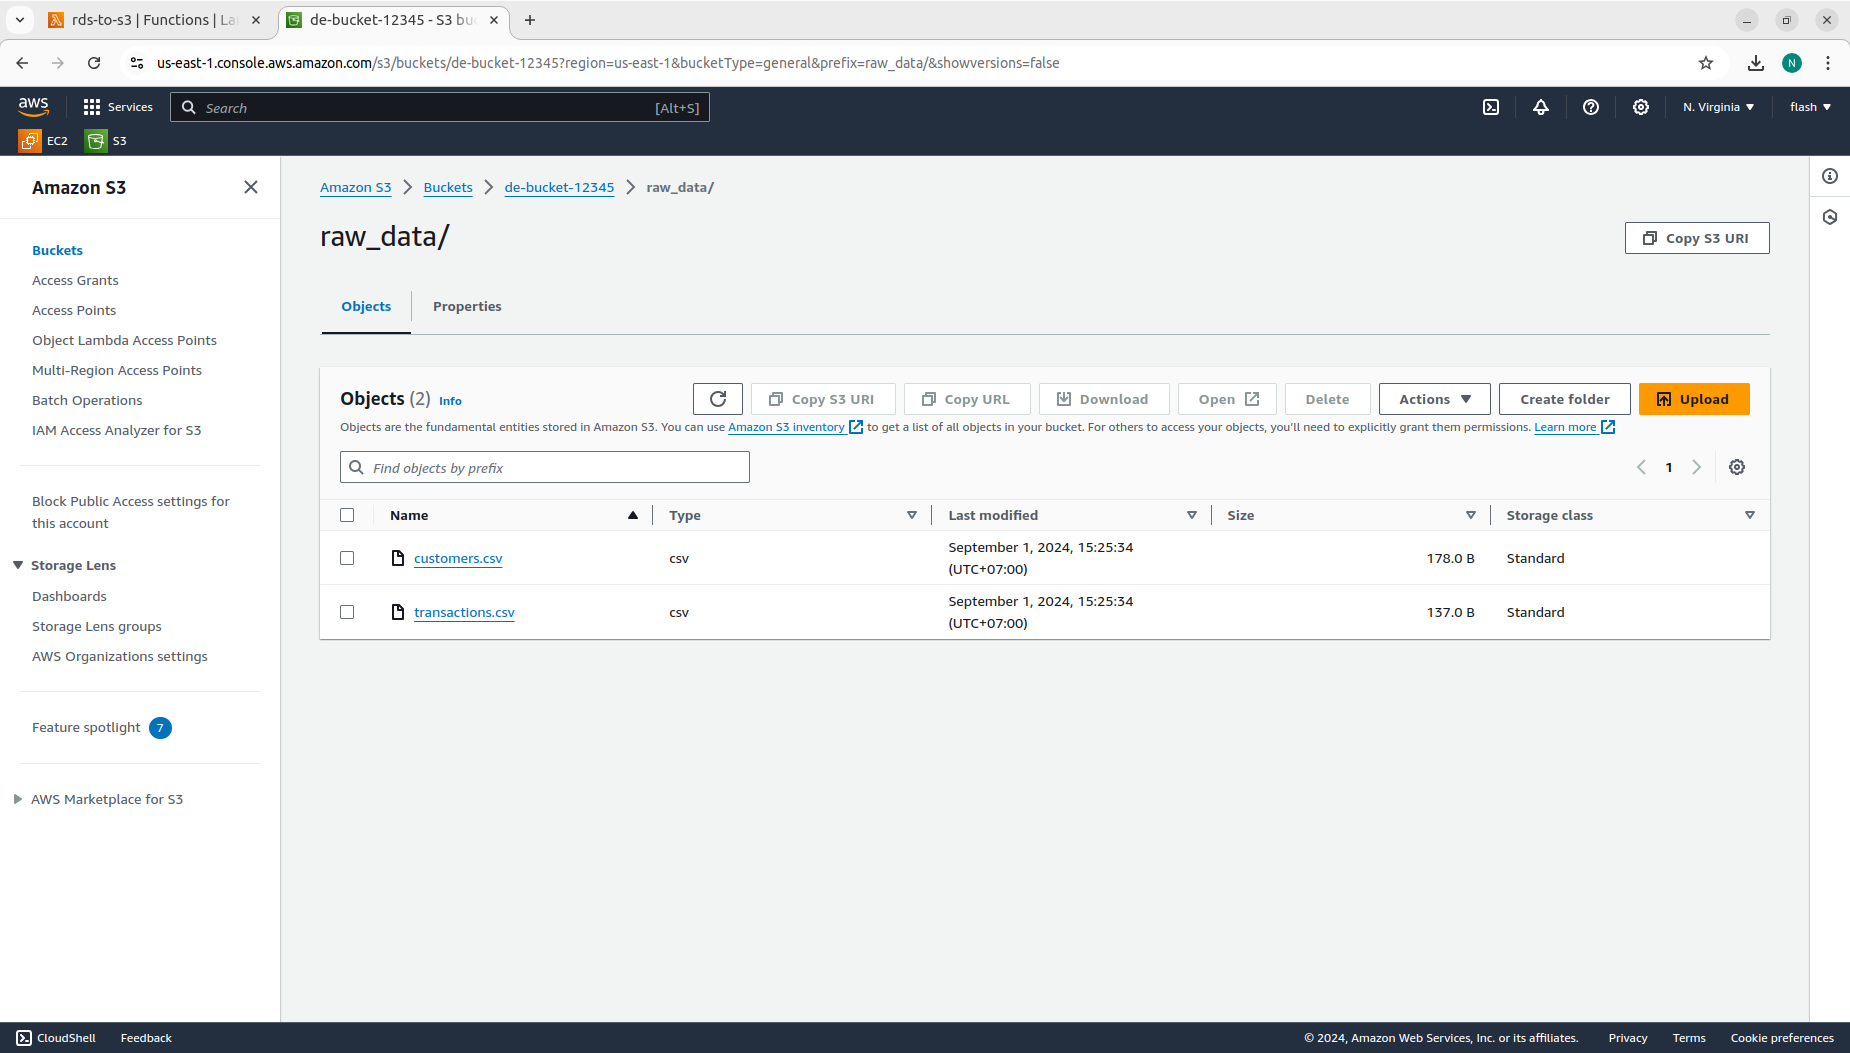 rds-to-s3 | Functions | La
de-bucket-12345 - S3 bu
us-east-1.console.aws.amazon.com/s3/buckets/de-bucket-12345?region=us-east-1&bucketType=general&prefix=raw_data/&showversions=false
N
aws
Services
Search
[Alt+S]
N. Virginia
flash
EC2
S3
Amazon S3
Buckets
Access Grants
Access Points
Object Lambda Access Points
Multi-Region Access Points
Batch Operations
IAM Access Analyzer for S3
Block Public Access settings for
this account
Storage Lens
Dashboards
Storage Lens groups
AWS Organizations settings
Feature spotlight 7
AWS Marketplace for S3
Amazon S3 > Buckets > de-bucket-12345 > raw_data/
raw_data/
Copy S3 URI
Objects
Properties
Objects (2) Info
Copy S3 URI
Copy URL
Download
Open
Delete
Actions
Create folder
Upload
Objects are the fundamental entities stored in Amazon S3. You can use Amazon S3 inventory to get a list of all objects in your bucket. For others to access your objects, you'll need to explicitly grant them permissions. Learn more
Find objects by prefix
1
Name Type Last modified Size Storage class
customers.csv csv September 1, 2024, 15:25:34 178.0 B Standard
(UTC+07:00)
transactions.csv csv September 1, 2024, 15:25:34 137.0 B Standard
(UTC+07:00)
CloudShell
Feedback
© 2024, Amazon Web Services, Inc. or its affiliates.
Privacy
Terms
Cookie preferences